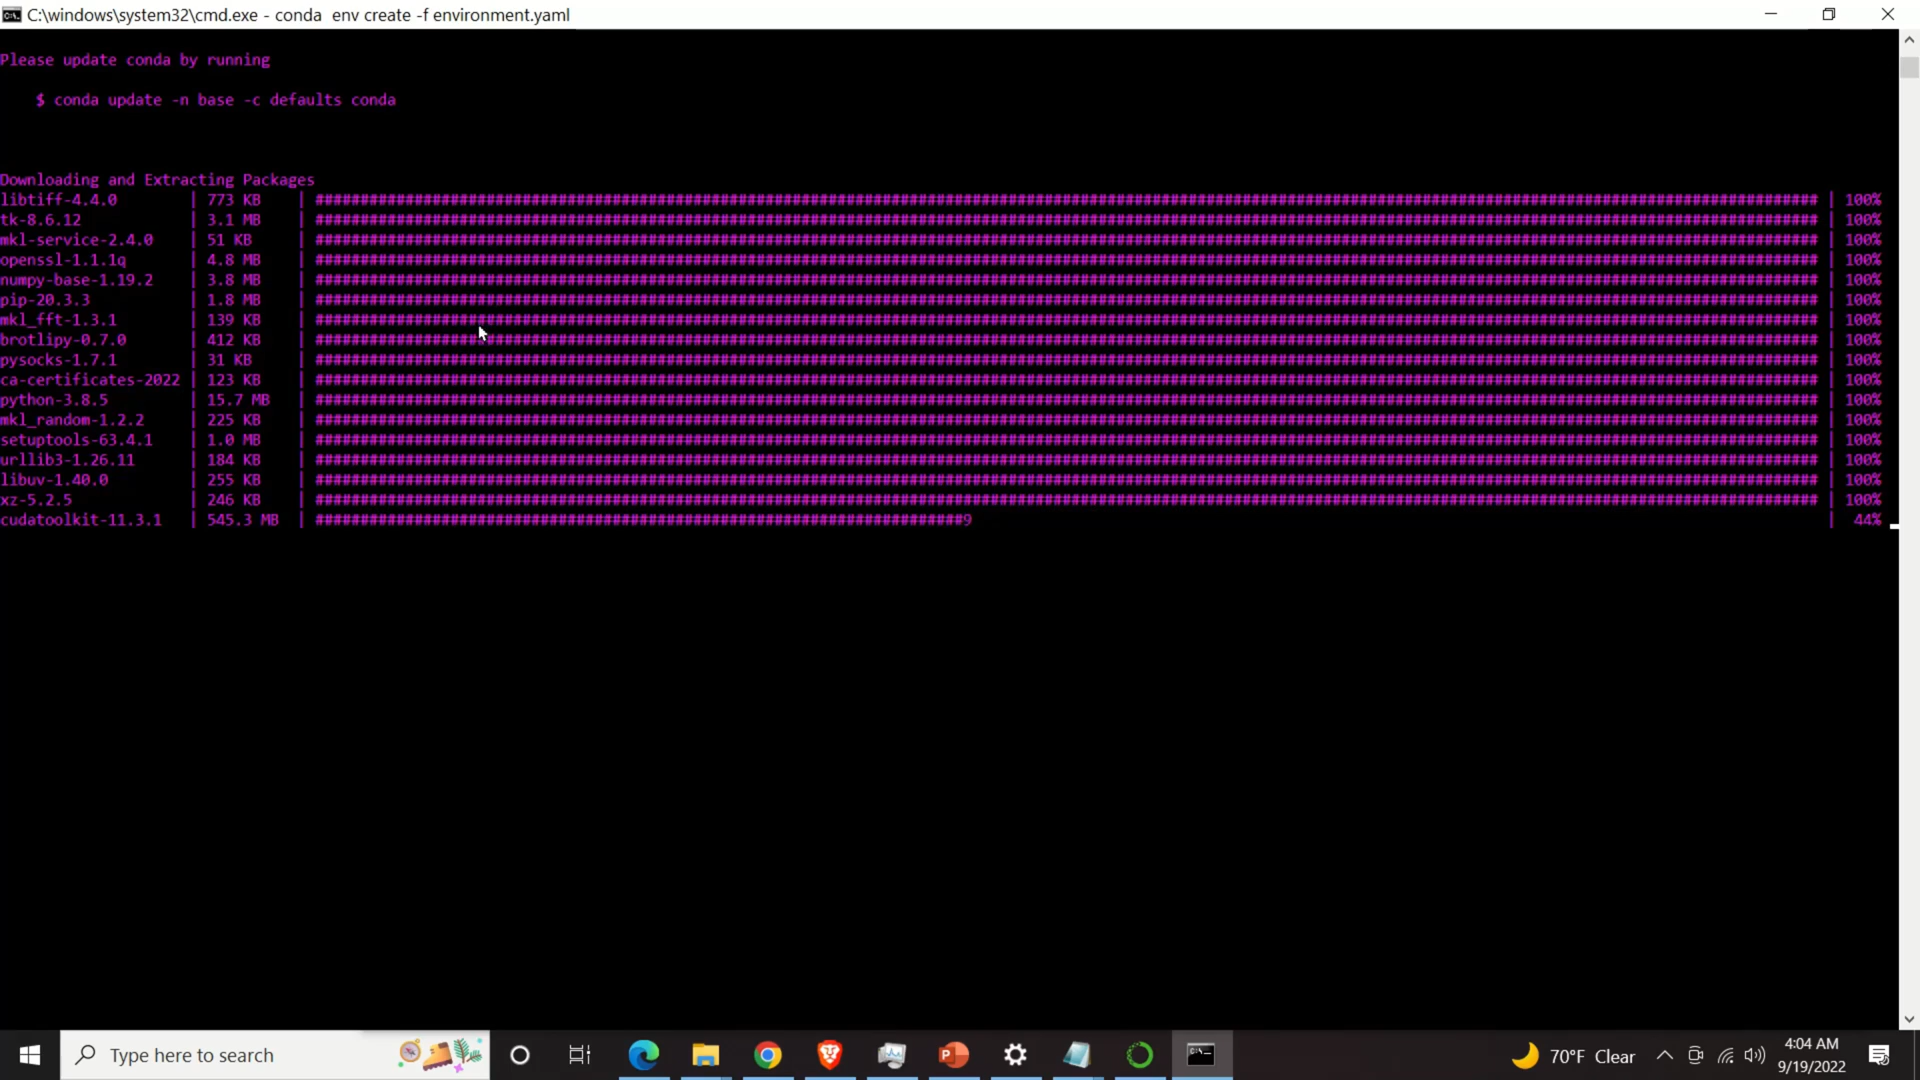 C:\windows\system32\cmd.exe - conda  env create -f environment.yaml
Please update conda by running
$ conda update -n base -c defaults conda
Downloading and Extracting Packages
libtiff-4.4.0 | 773 KB | 100%
tk-8.6.12 | 3.1 MB | 100%
mkl-service-2.4.0 | 51 KB | 100%
openssl-1.1.1q | 4.8 MB | 100%
numpy-base-1.19.2 | 3.8 MB | 100%
pip-20.3.3 | 1.8 MB | 100%
mkl_fft-1.3.1 | 139 KB | 100%
brotlipy-0.7.0 | 412 KB | 100%
pysocks-1.7.1 | 31 KB | 100%
ca-certificates-2022 | 123 KB | 100%
python-3.8.5 | 15.7 MB | 100%
mkl_random-1.2.2 | 225 KB | 100%
setuptools-63.4.1 | 1.0 MB | 100%
urllib3-1.26.11 | 184 KB | 100%
libuv-1.40.0 | 255 KB | 100%
xz-5.2.5 | 246 KB | 100%
cudatoolkit-11.3.1 | 545.3 MB | 9 | 44%
Type here to search
70°F Clear
4:04 AM
9/19/2022